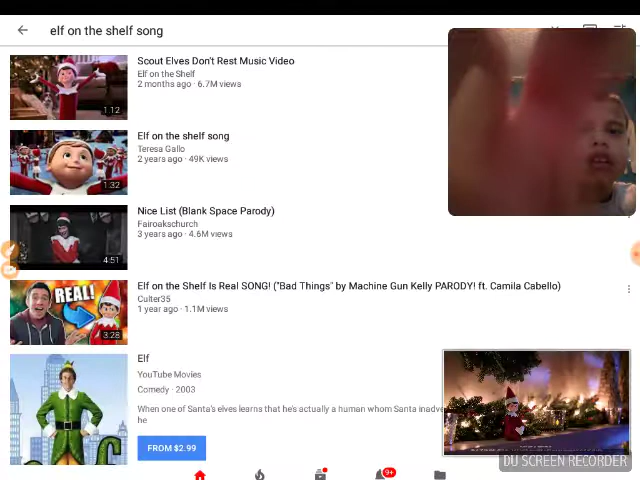 elf on the shelf song
Scout Elves Don't Rest Music Video
Elf on the Shelf
2 months ago · 6.7M views
1:12
Elf on the shelf song
Teresa Gallo
2 years ago · 49K views
1:32
Nice List (Blank Space Parody)
Fairoakschurch
3 years ago · 4.6M views
4:51
Elf on the Shelf Is Real SONG! ("Bad Things" by Machine Gun Kelly PARODY! ft. Camila Cabello)
Culter35
1 year ago · 1.1M views
REAL!
3:28
Elf
YouTube Movies
Comedy · 2003
When one of Santa's elves learns that he's actually a human whom Santa inadve
he
FROM $2.99
DU SCREEN RECORDER
9+